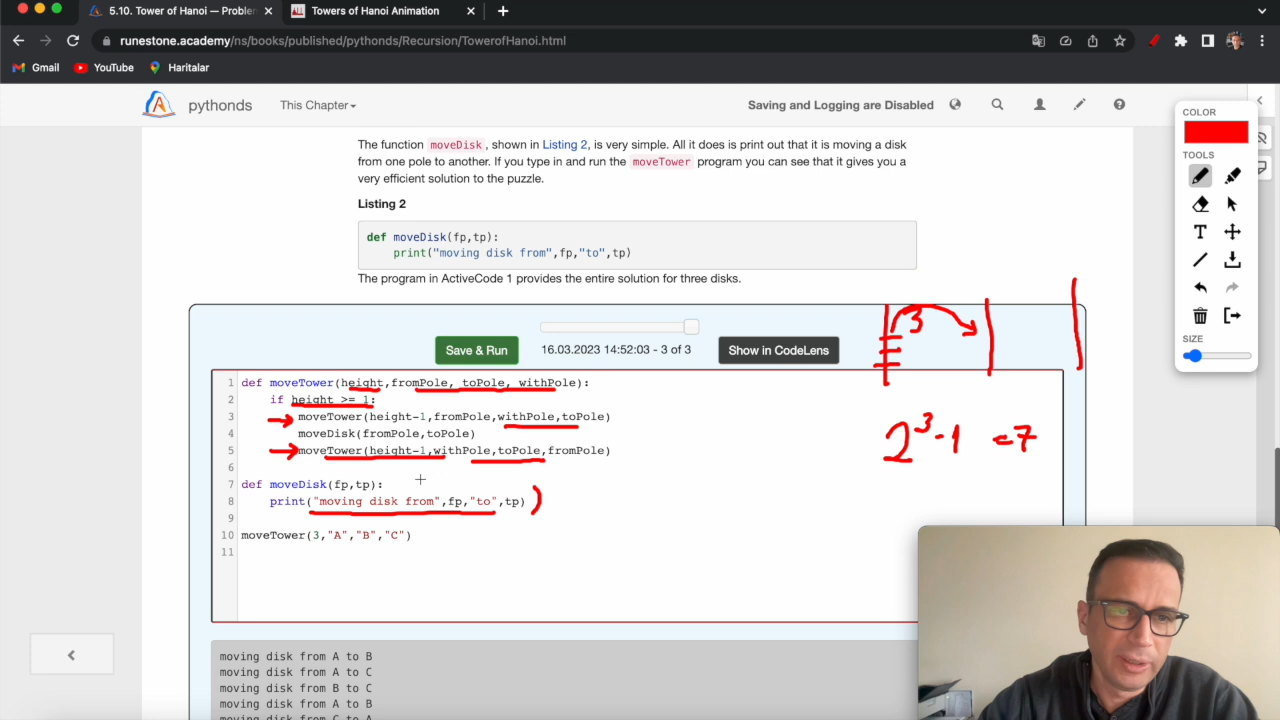 5.10. Tower of Hanoi — Problem
Towers of Hanoi Animation
runestone.academy/ns/books/published/pythonds/Recursion/TowerofHanoi.html
Gmail YouTube Haritalar
pythonds This Chapter Saving and Logging are Disabled
COLOR
TOOLS
SIZE
The function moveDisk, shown in Listing 2, is very simple. All it does is print out that it is moving a disk
from one pole to another. If you type in and run the moveTower program you can see that it gives you a
very efficient solution to the puzzle.
Listing 2
def moveDisk(fp,tp):
    print("moving disk from",fp,"to",tp)
The program in ActiveCode 1 provides the entire solution for three disks.
Save & Run 16.03.2023 14:52:03 - 3 of 3 Show in CodeLens
3
1 def moveTower(height,fromPole, toPole, withPole):
2     if height >= 1:
3         moveTower(height-1,fromPole,withPole,toPole)
4         moveDisk(fromPole,toPole)
5         moveTower(height-1,withPole,toPole,fromPole)
6
7 def moveDisk(fp,tp):
8     print("moving disk from",fp,"to",tp)
9
10 moveTower(3,"A","B","C")
11
)
2³-1 =7
moving disk from A to B
moving disk from A to C
moving disk from B to C
moving disk from A to B
moving disk from C to A